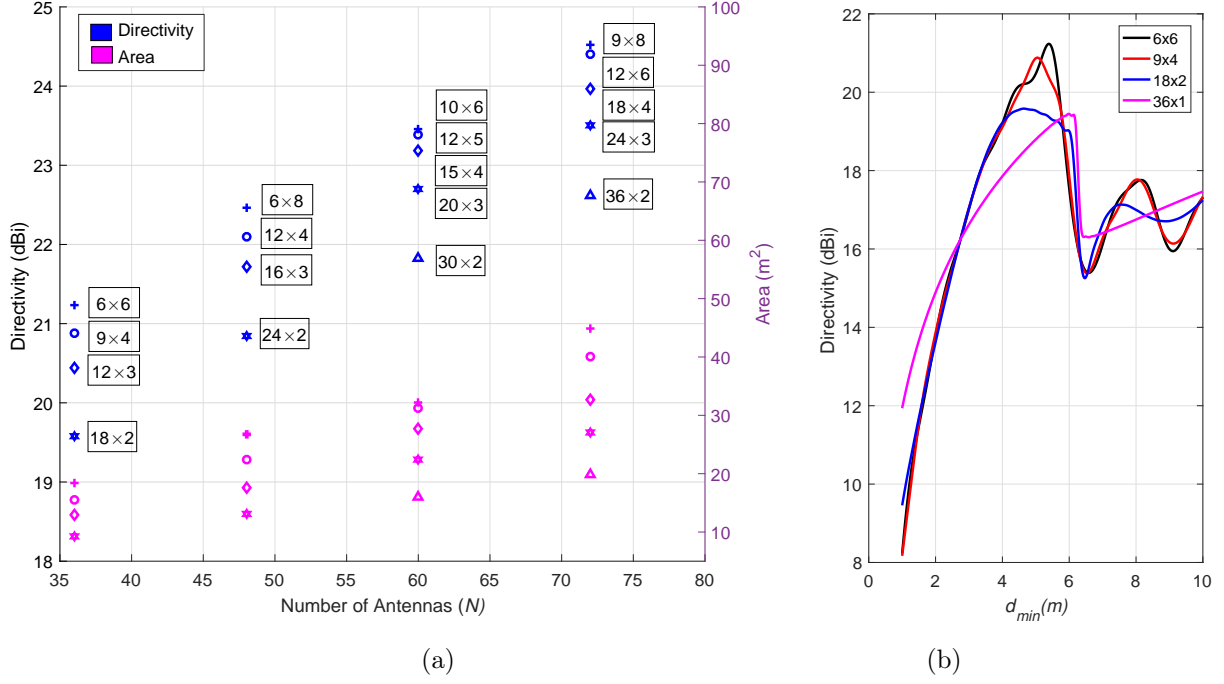 25
24
23
22
21
20
19
18
Directivity (dBi)
Directivity
Area
6×6
9×4
12×3
18×2
6×8
12×4
16×3
24×2
10×6
12×5
15×4
20×3
30×2
9×8
12×6
18×4
24×3
36×2
100
90
80
70
60
50
40
30
20
10
Area (m²)
35 40 45 50 55 60 65 70 75 80
Number of Antennas (N)
(a)
22
20
18
16
14
12
10
8
Directivity (dBi)
6x6
9x4
18x2
36x1
0 2 4 6 8 10
d_min(m)
(b)